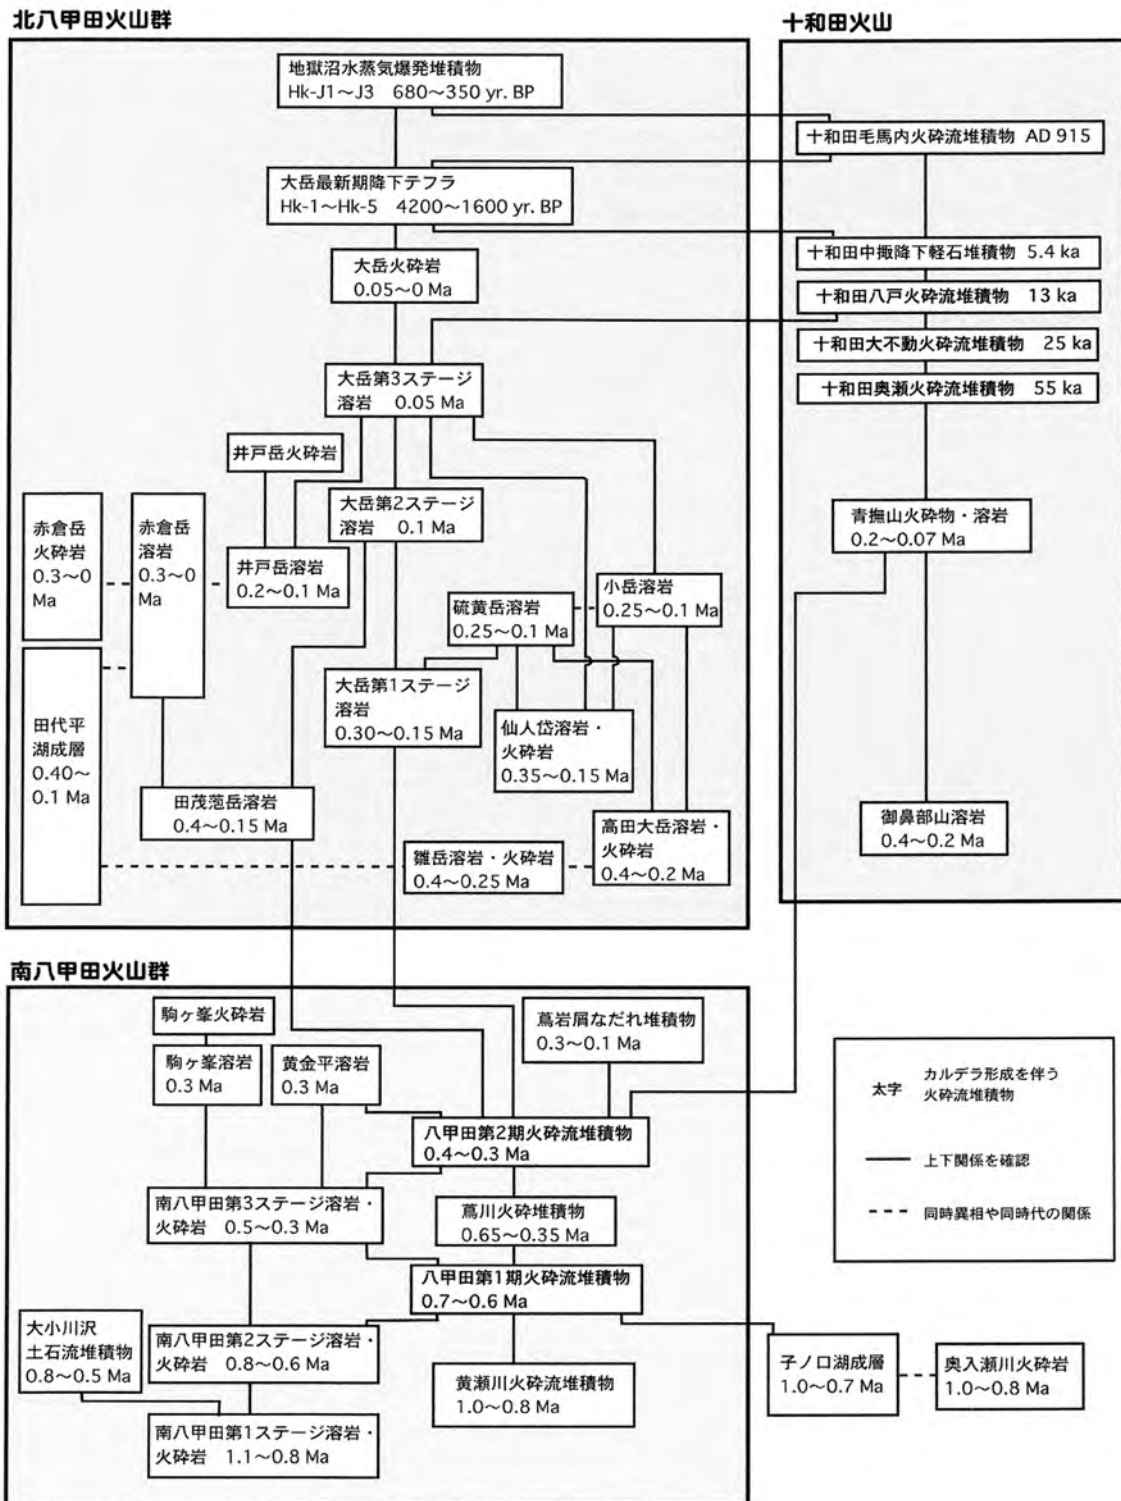 北八甲田火山群
地獄沼水蒸気爆発堆積物
Hk-J1～J3　680～350 yr. BP
大岳最新期降下テフラ
Hk-1～Hk-5　4200～1600 yr. BP
大岳火砕岩
0.05～0 Ma
大岳第3ステージ
溶岩　0.05 Ma
井戸岳火砕岩
大岳第2ステージ
溶岩　0.1 Ma
赤倉岳
火砕岩
0.3～0
Ma
赤倉岳
溶岩
0.3～0
Ma
井戸岳溶岩
0.2～0.1 Ma
硫黄岳溶岩
0.25～0.1 Ma
小岳溶岩
0.25～0.1 Ma
田代平
湖成層
0.40～
0.1 Ma
大岳第1ステージ
溶岩
0.30～0.15 Ma
仙人岱溶岩・
火砕岩
0.35～0.15 Ma
田茂萢岳溶岩
0.4～0.15 Ma
雛岳溶岩・火砕岩
0.4～0.25 Ma
高田大岳溶岩・
火砕岩
0.4～0.2 Ma
十和田火山
十和田毛馬内火砕流堆積物 AD 915
十和田中掫降下軽石堆積物 5.4 ka
十和田八戸火砕流堆積物　13 ka
十和田大不動火砕流堆積物　25 ka
十和田奥瀬火砕流堆積物　55 ka
青撫山火砕物・溶岩
0.2～0.07 Ma
御鼻部山溶岩
0.4～0.2 Ma
南八甲田火山群
駒ヶ峯火砕岩
駒ヶ峯溶岩
0.3 Ma
黄金平溶岩
0.3 Ma
蔦岩屑なだれ堆積物
0.3～0.1 Ma
八甲田第2期火砕流堆積物
0.4～0.3 Ma
南八甲田第3ステージ溶岩・
火砕岩　0.5～0.3 Ma
蔦川火砕堆積物
0.65～0.35 Ma
八甲田第1期火砕流堆積物
0.7～0.6 Ma
大小川沢
土石流堆積物
0.8～0.5 Ma
南八甲田第2ステージ溶岩・
火砕岩　0.8～0.6 Ma
黄瀬川火砕流堆積物
1.0～0.8 Ma
南八甲田第1ステージ溶岩・
火砕岩　1.1～0.8 Ma
子ノ口湖成層
1.0～0.7 Ma
奥入瀬川火砕岩
1.0～0.8 Ma
太字　カルデラ形成を伴う
火砕流堆積物
上下関係を確認
同時異相や同時代の関係